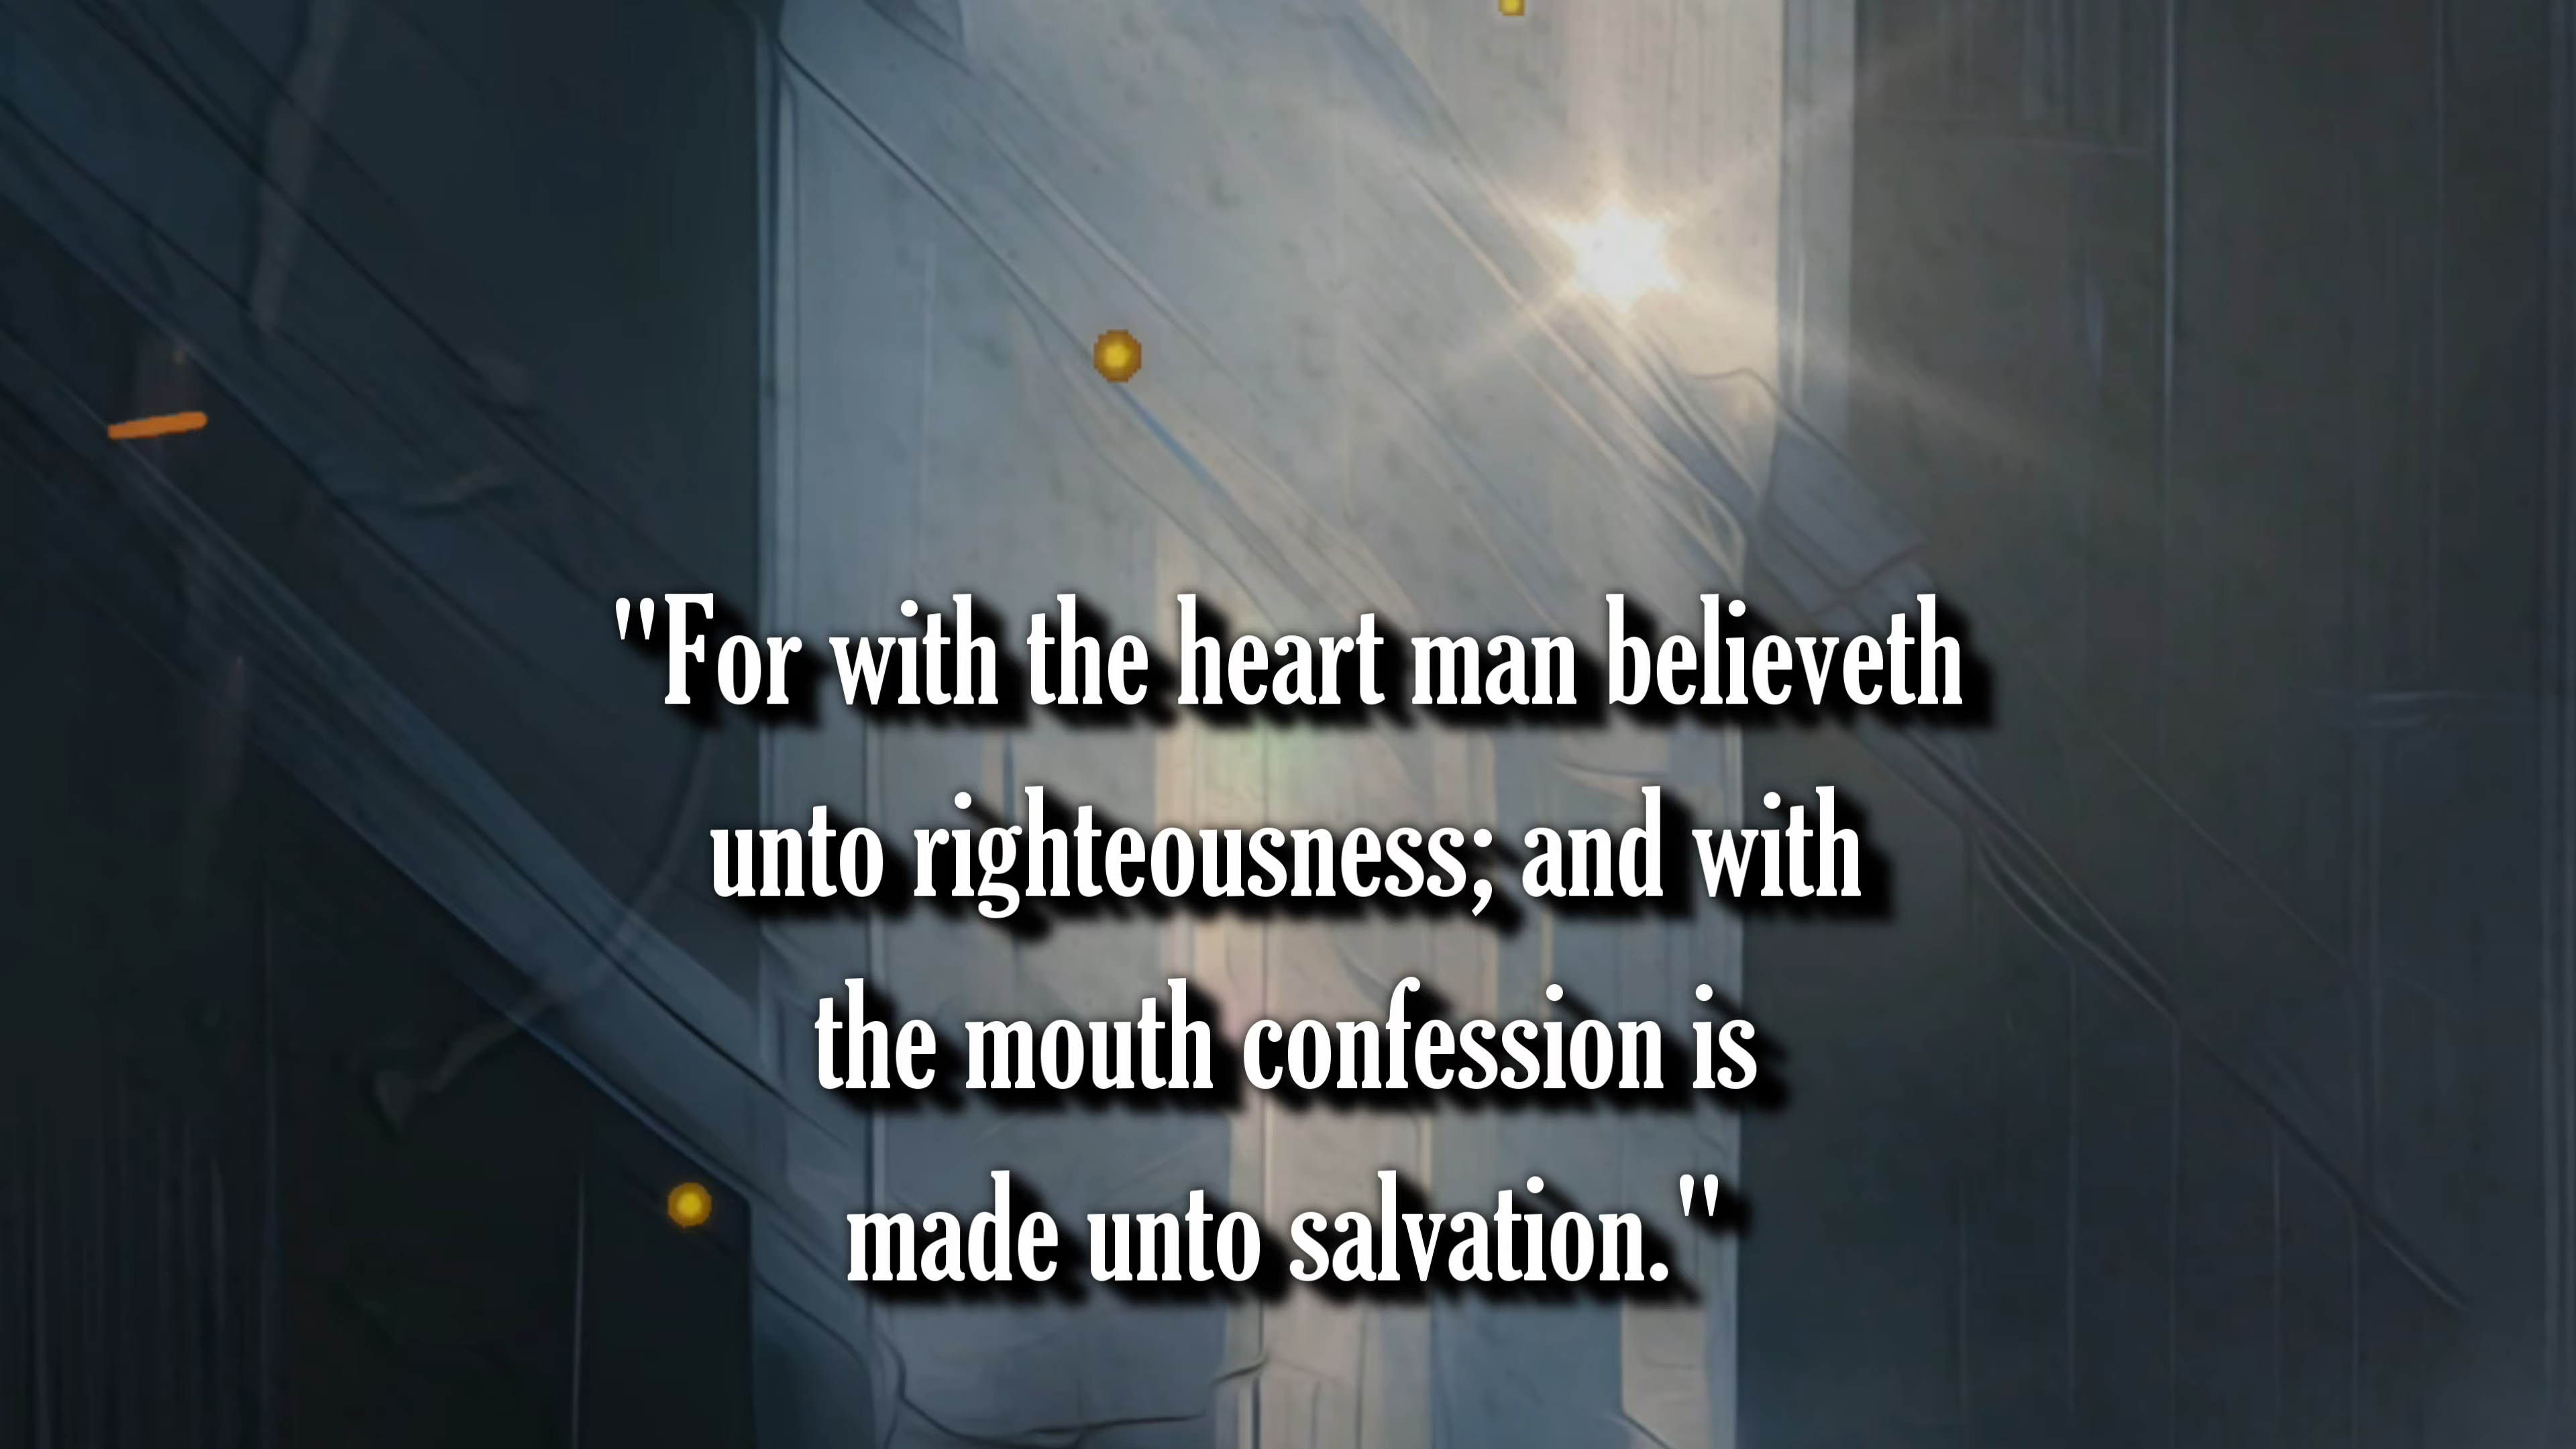 "For with the heart man believeth
unto righteousness; and with
the mouth confession is
made unto salvation."